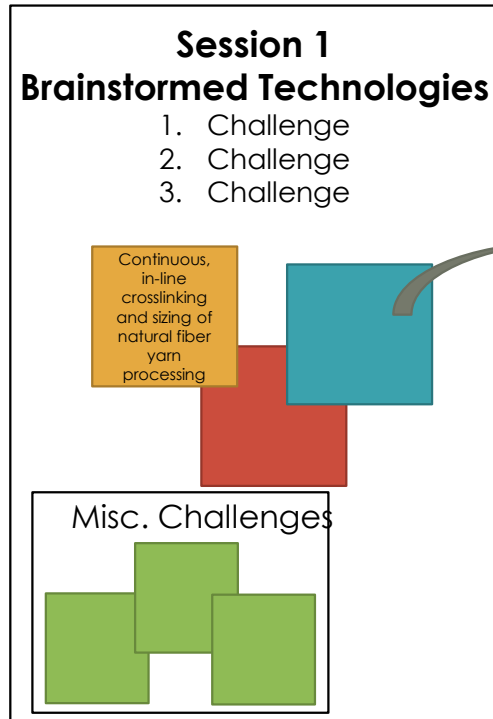 Session 1
Brainstormed Technologies
1. Challenge
2. Challenge
3. Challenge
Continuous,
in-line
crosslinking
and sizing of
natural fiber
yarn
processing
Misc. Challenges